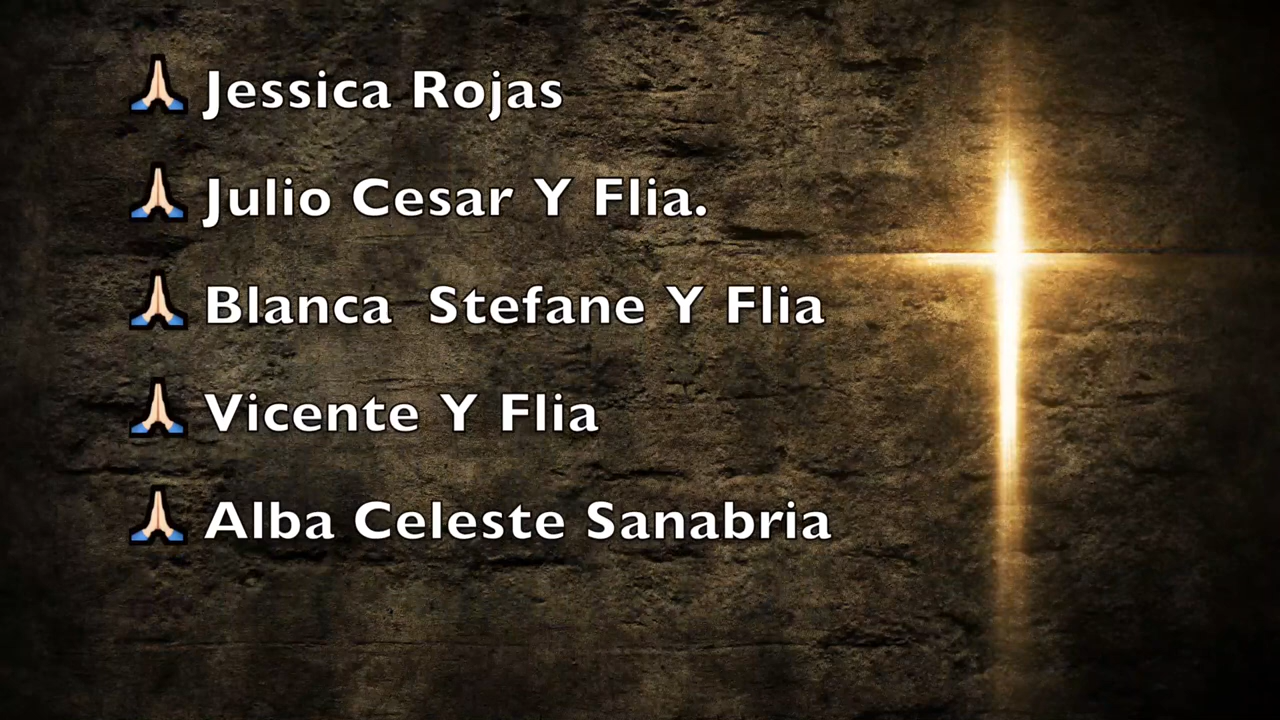 🙏🏻 Jessica Rojas
🙏🏻 Julio Cesar Y Flia.
🙏🏻 Blanca  Stefane Y Flia
🙏🏻 Vicente Y Flia
🙏🏻 Alba Celeste Sanabria